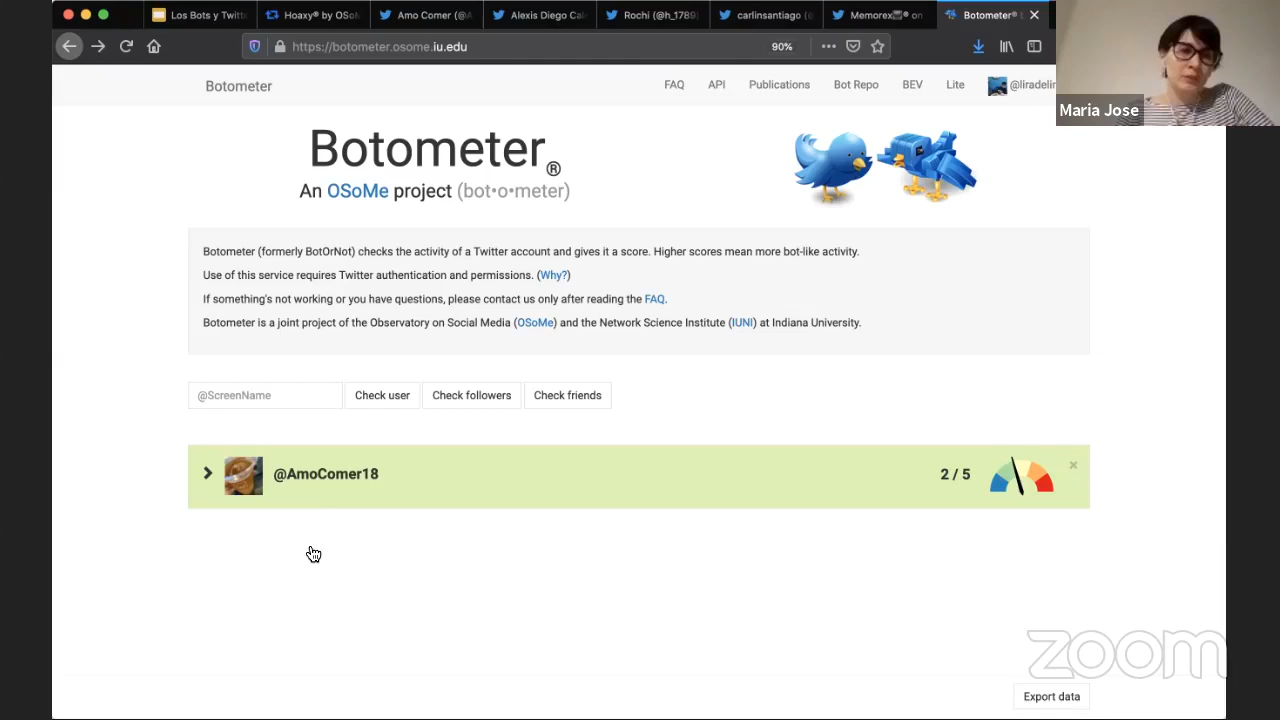 Los Bots y Twitt
Hoaxy® by OSo
Amo Comer (@A
Alexis Diego Ca
Rochi (@h_1789)
carlinsantiago (@
Memorex ® on
Botometer®
https://botometer.osome.iu.edu
90%
Botometer
FAQ
API
Publications
Bot Repo
BEV
Lite
@liradelir
Maria Jose
Botometer®
An OSoMe project (bot•o•meter)
Botometer (formerly BotOrNot) checks the activity of a Twitter account and gives it a score. Higher scores mean more bot-like activity.
Use of this service requires Twitter authentication and permissions. (Why?)
If something's not working or you have questions, please contact us only after reading the FAQ.
Botometer is a joint project of the Observatory on Social Media (OSoMe) and the Network Science Institute (IUNI) at Indiana University.
@ScreenName
Check user
Check followers
Check friends
@AmoComer18
2 / 5
zoom
Export data